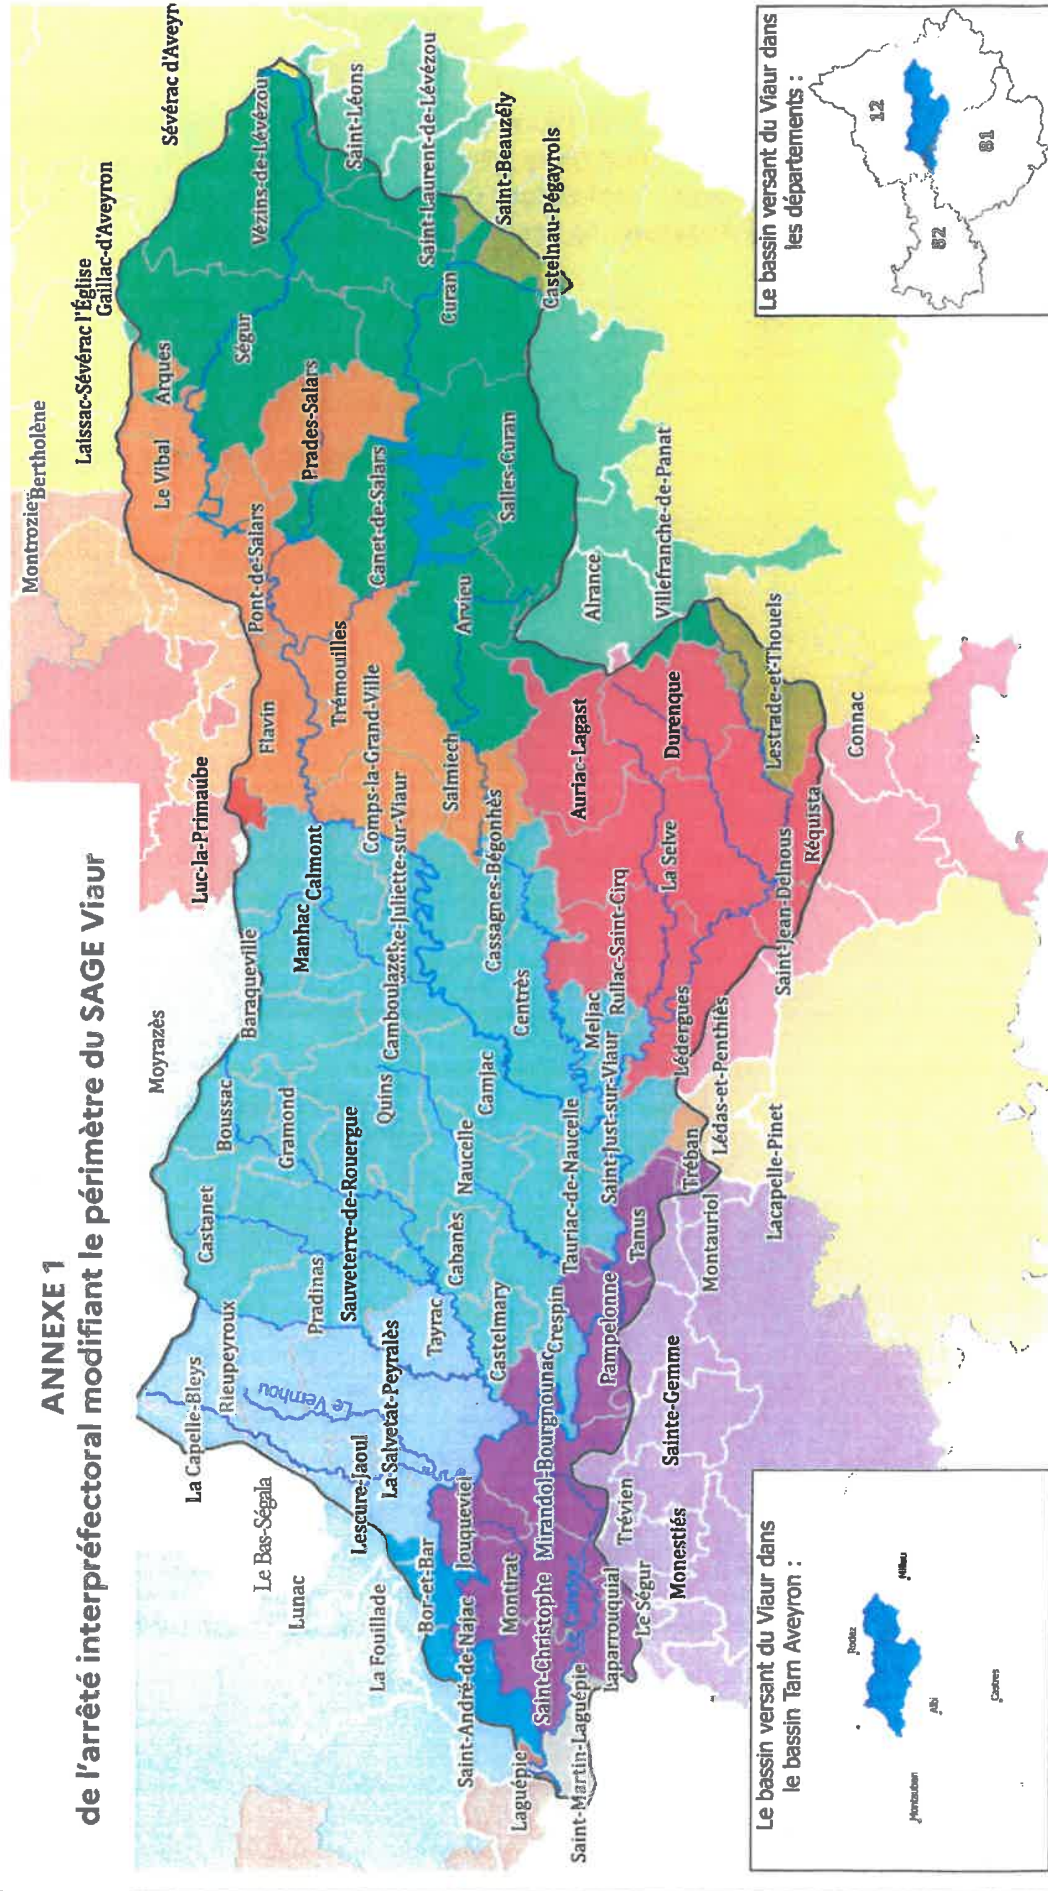 ANNEXE 1
de l'arrêté interpréfectoral modifiant le périmètre du SAGE Viaur
Moyrazès
Luc-la-Primaube
Montrozier
Bertholène
Laissac-Sévérac l'Église
Gaillac-d'Aveyron
Sévérac d'Aveyr
La Capelle-Bleys
Rieupeyroux
Castanet
Boussac
Baraqueville
Flavin
Pont-de-Salars
Le Vibal
Arques
Ségur
Vézins-de-Lévézou
Le Bas-Ségala
Lunac
Le Vernhou
Pradinas
Gramond
Manhac
Calmont
Trémouilles
Prades-Salars
Saint-Léons
Lescure-Jaoul
La Salvetat-Peyralès
Sauveterre-de-Rouergue
Quins
Camboulazet
Ste-Juliette-sur-Viaur
Comps-la-Grand-Ville
Canet-de-Salars
Saint-Laurent-de-Lévézou
La Fouillade
Bor-et-Bar
Tayrac
Cabanès
Naucelle
Camjac
Cassagnes-Bégonhès
Salmiech
Arvieu
Salles-Curan
Curan
Saint-Beauzély
Castelnau-Pégayrols
Saint-André-de-Najac
Jouqueviel
Castelmary
Centrès
Laguépie
Montirat
Mirandol-Bourgnounac
Crespin
Tauriac-de-Naucelle
Meljac
Rullac-Saint-Cirq
Auriac-Lagast
Alrance
Saint-Christophe
Saint-Martin-Laguépie
Laparrouquial
Pampelonne
Tanus
Saint-Just-sur-Viaur
La Selve
Durenque
Villefranche-de-Panat
Le Ségur
Trévien
Monestiés
Sainte-Gemme
Montauriol
Tréban
Lédas-et-Penthiès
Lédergues
Lacapelle-Pinet
Saint-Jean-Delnous
Réquista
Lestrade-et-Thouels
Connac
Le bassin versant du Viaur dans
le bassin Tarn Aveyron :
Rodez
Millau
Albi
Castres
Montauban
Le bassin versant du Viaur dans
les départements :
12
82
81